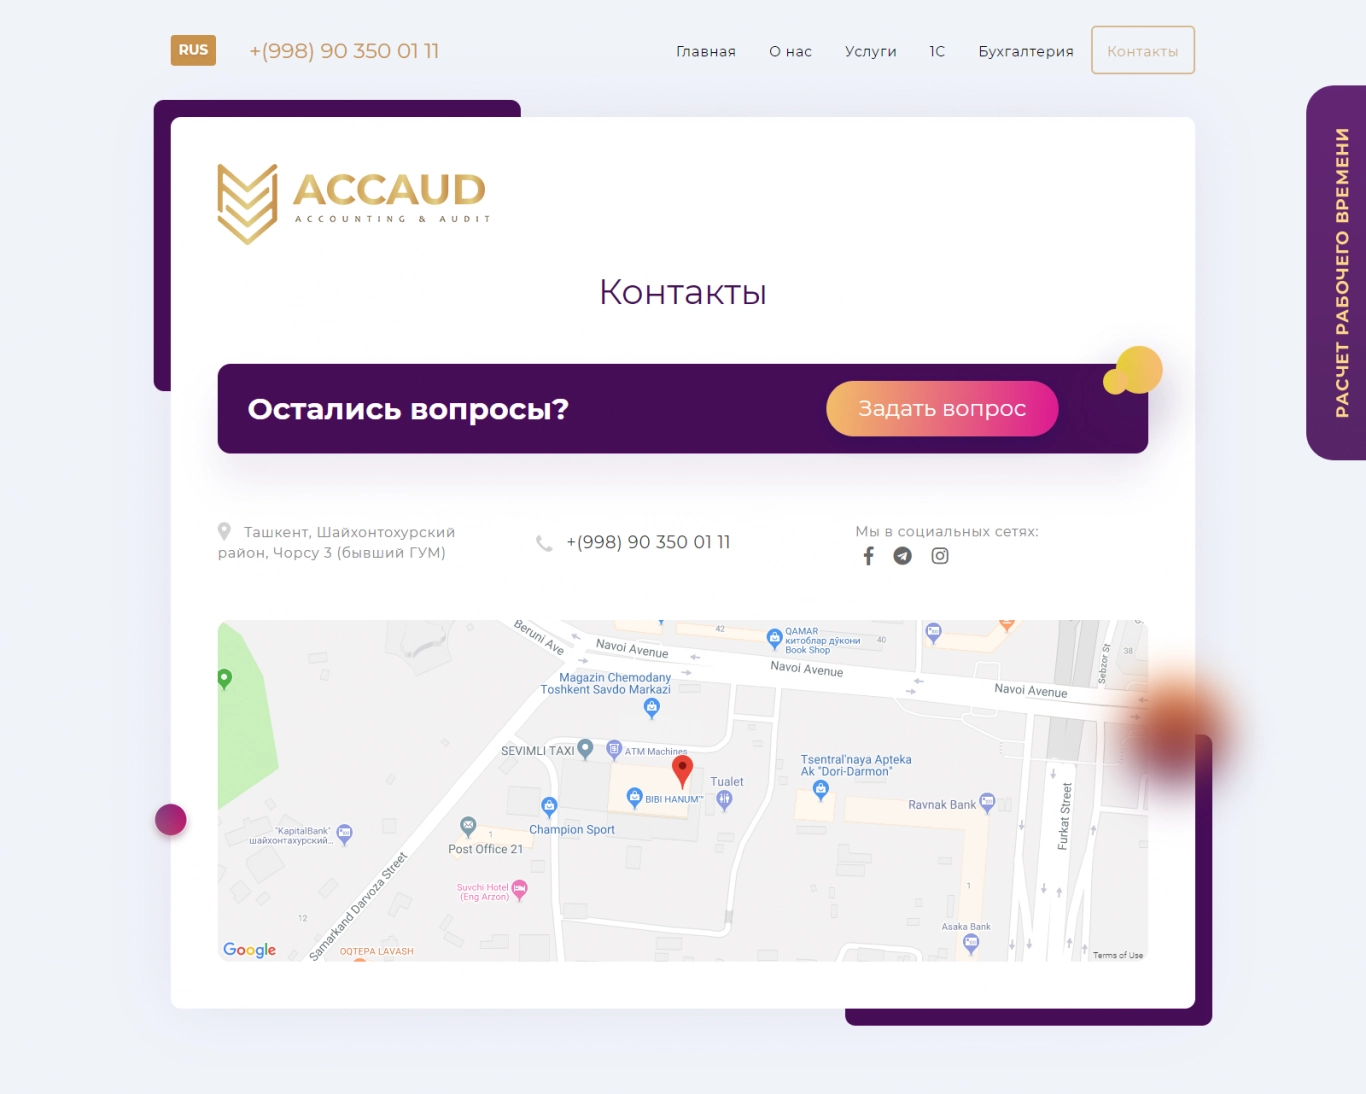 RUS
+(998) 90 350 01 11
Главная
О нас
Услуги
1С
Бухгалтерия
Контакты
РАСЧЕТ РАБОЧЕГО ВРЕМЕНИ
ACCAUD
ACCOUNTING & AUDIT
Контакты
Остались вопросы?
Задать вопрос
Ташкент, Шайхонтохурский
район, Чорсу 3 (бывший ГУМ)
+(998) 90 350 01 11
Мы в социальных сетях:
Beruni Ave
Navoi Avenue
42
QAMAR
китоблар дўкони
Book Shop
40
Navoi Avenue
Navoi Avenue
Sebzor St
38
Magazin Chemodany
Toshkent Savdo Markazi
SEVIMLI TAXI
ATM Machines
Tualet
BIBI HANUM™
Champion Sport
Tsentral'naya Apteka
Ak "Dori-Darmon"
Ravnak Bank
Furkat Street
"KapitalBank"
шайхонтахурский...
1
Post Office 21
Suvchi Hotel
(Eng Arzon)
12
Samarkand Darvoza Street
1
Asaka Bank
Google
OQTEPA LAVASH
Terms of Use